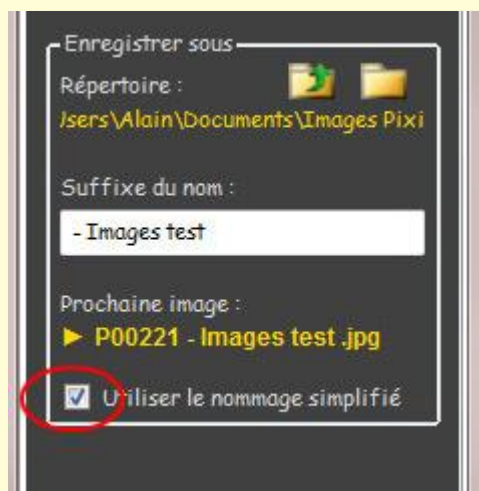 Enregistrer sous
Répertoire :
Jsers\Alain\Documents\Images Pixi
Suffixe du nom :
- Images test
Prochaine image :
► P00221 - Images test .jpg
Utiliser le nommage simplifié